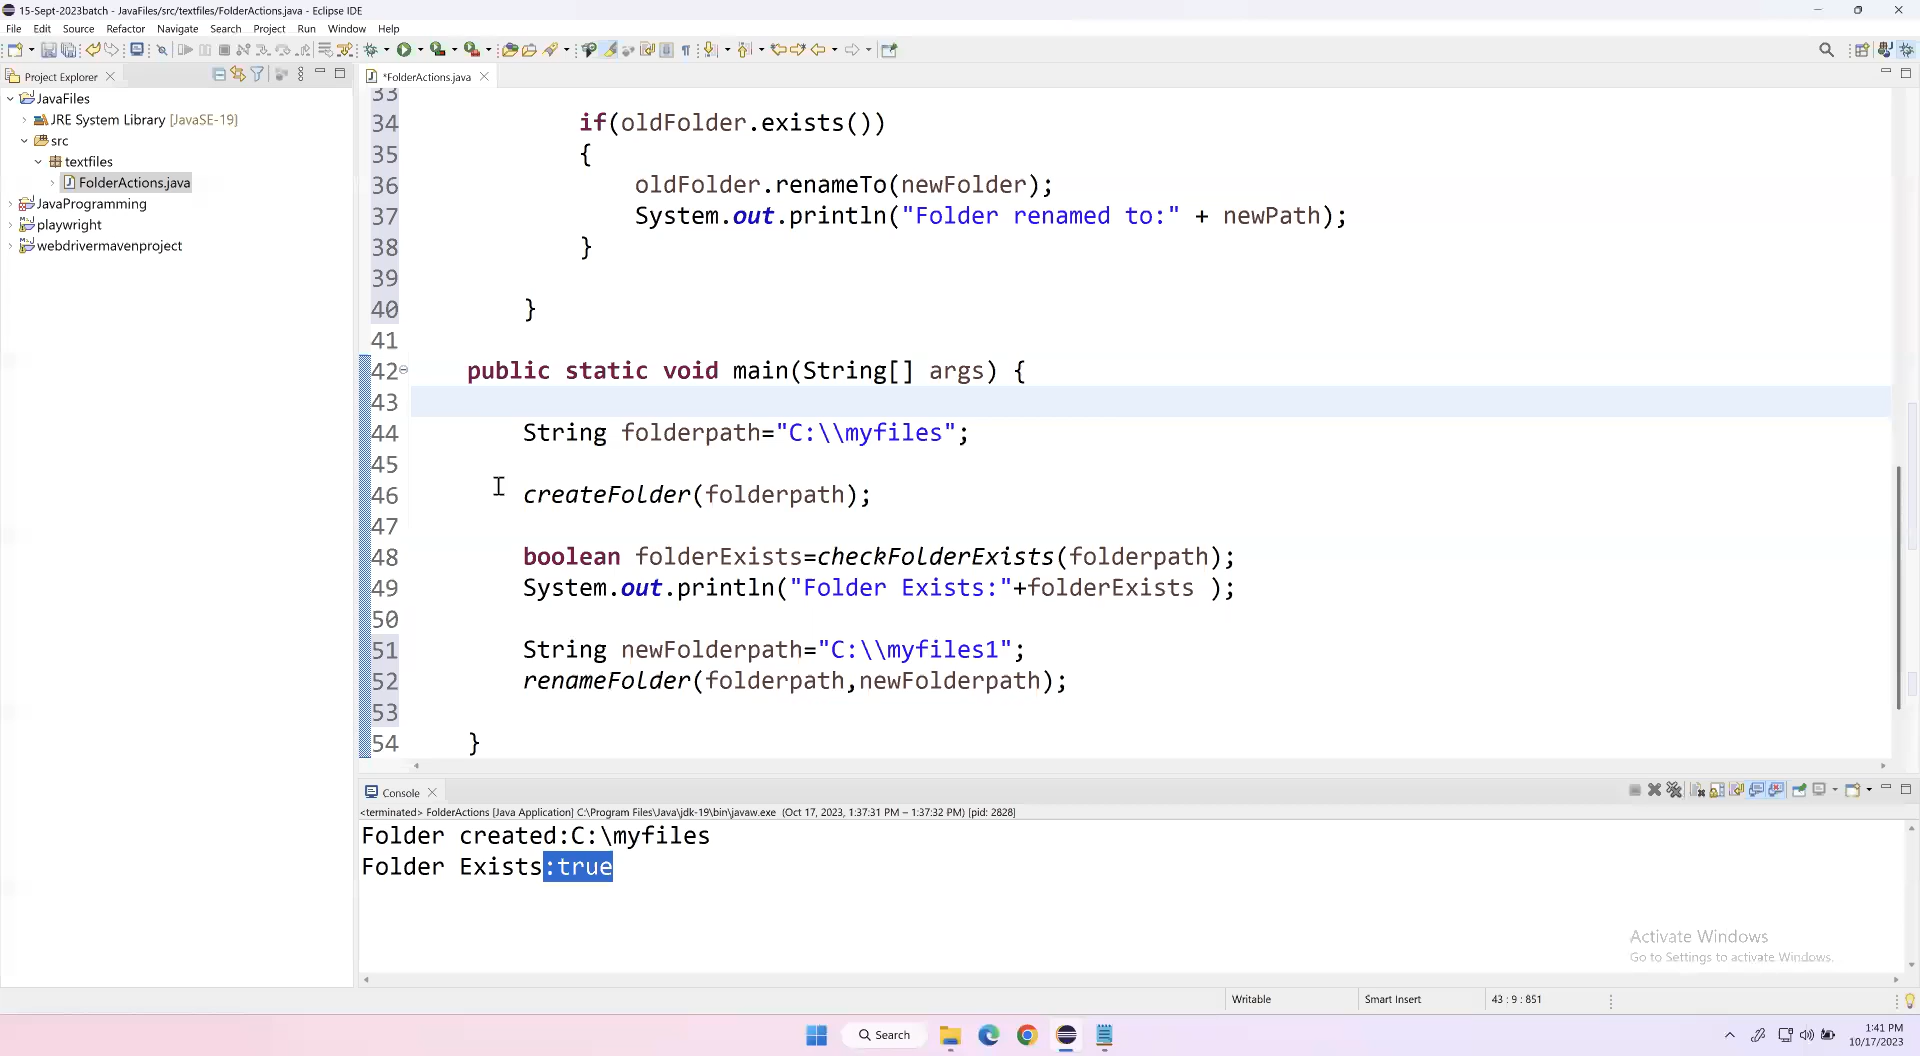 15-Sept-2023batch - JavaFiles/src/textfiles/FolderActions.java - Eclipse IDE
File Edit Source Refactor Navigate Search Project Run Window Help
Project Explorer
JavaFiles
JRE System Library [JavaSE-19]
src
textfiles
FolderActions.java
JavaProgramming
playwright
webdrivermavenproject
*FolderActions.java
33
34 if(oldFolder.exists())
35 {
36 oldFolder.renameTo(newFolder);
37 System.out.println("Folder renamed to:" + newPath);
38 }
39
40 }
41
42 public static void main(String[] args) {
43
44 String folderpath="C:\\myfiles";
45
46 createFolder(folderpath);
47
48 boolean folderExists=checkFolderExists(folderpath);
49 System.out.println("Folder Exists:"+folderExists );
50
51 String newFolderpath="C:\\myfiles1";
52 renameFolder(folderpath,newFolderpath);
53
54 }
Console
<terminated> FolderActions [Java Application] C:\Program Files\Java\jdk-19\bin\javaw.exe (Oct 17, 2023, 1:37:31 PM – 1:37:32 PM) [pid: 2828]
Folder created:C:\myfiles
Folder Exists:true
Activate Windows
Go to Settings to activate Windows.
Writable Smart Insert 43 : 9 : 851
Search
1:41 PM
10/17/2023